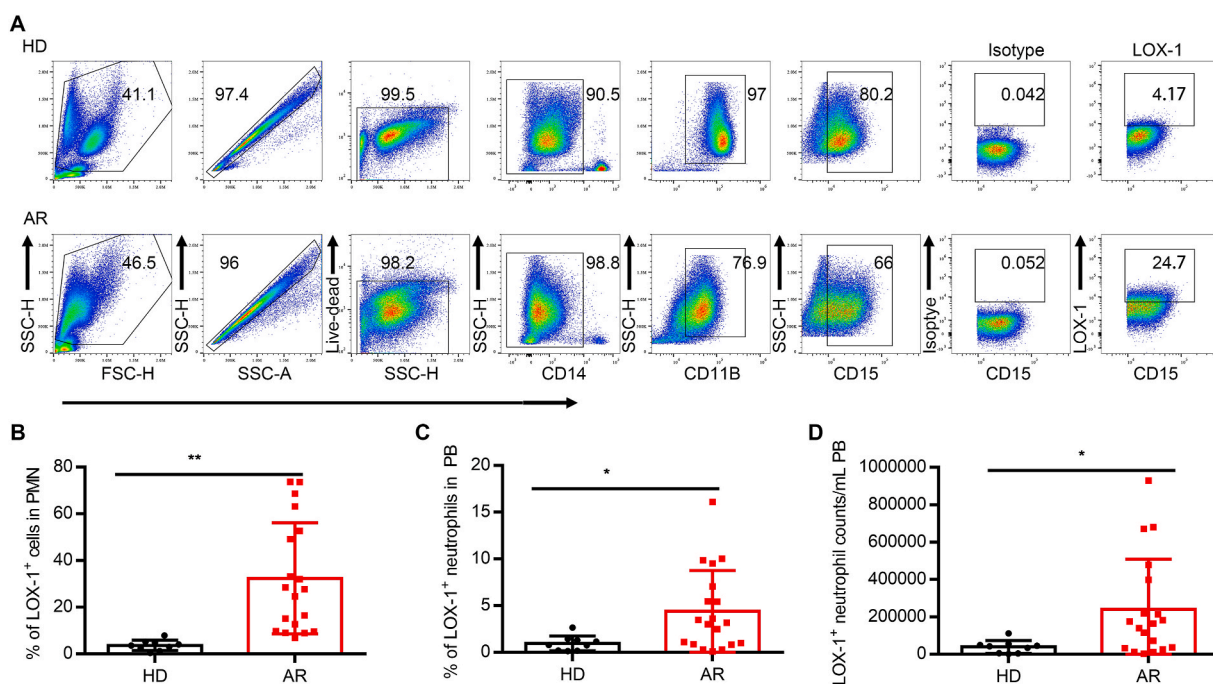 A
HD
Isotype
LOX-1
41.1
97.4
99.5
90.5
97
80.2
0.042
4.17
AR
46.5
96
98.2
98.8
76.9
66
0.052
24.7
SSC-H
SSC-H
Live-dead
SSC-H
SSC-H
SSC-H
Isoptype
LOX-1
FSC-H
SSC-A
SSC-H
CD14
CD11B
CD15
CD15
CD15
B
% of LOX-1+ cells in PMN
80
60
40
20
0
**
HD
AR
C
% of LOX-1+ neutrophils in PB
20
15
10
5
0
*
HD
AR
D
LOX-1+ neutrophil counts/mL PB
1000000
800000
600000
400000
200000
0
*
HD
AR